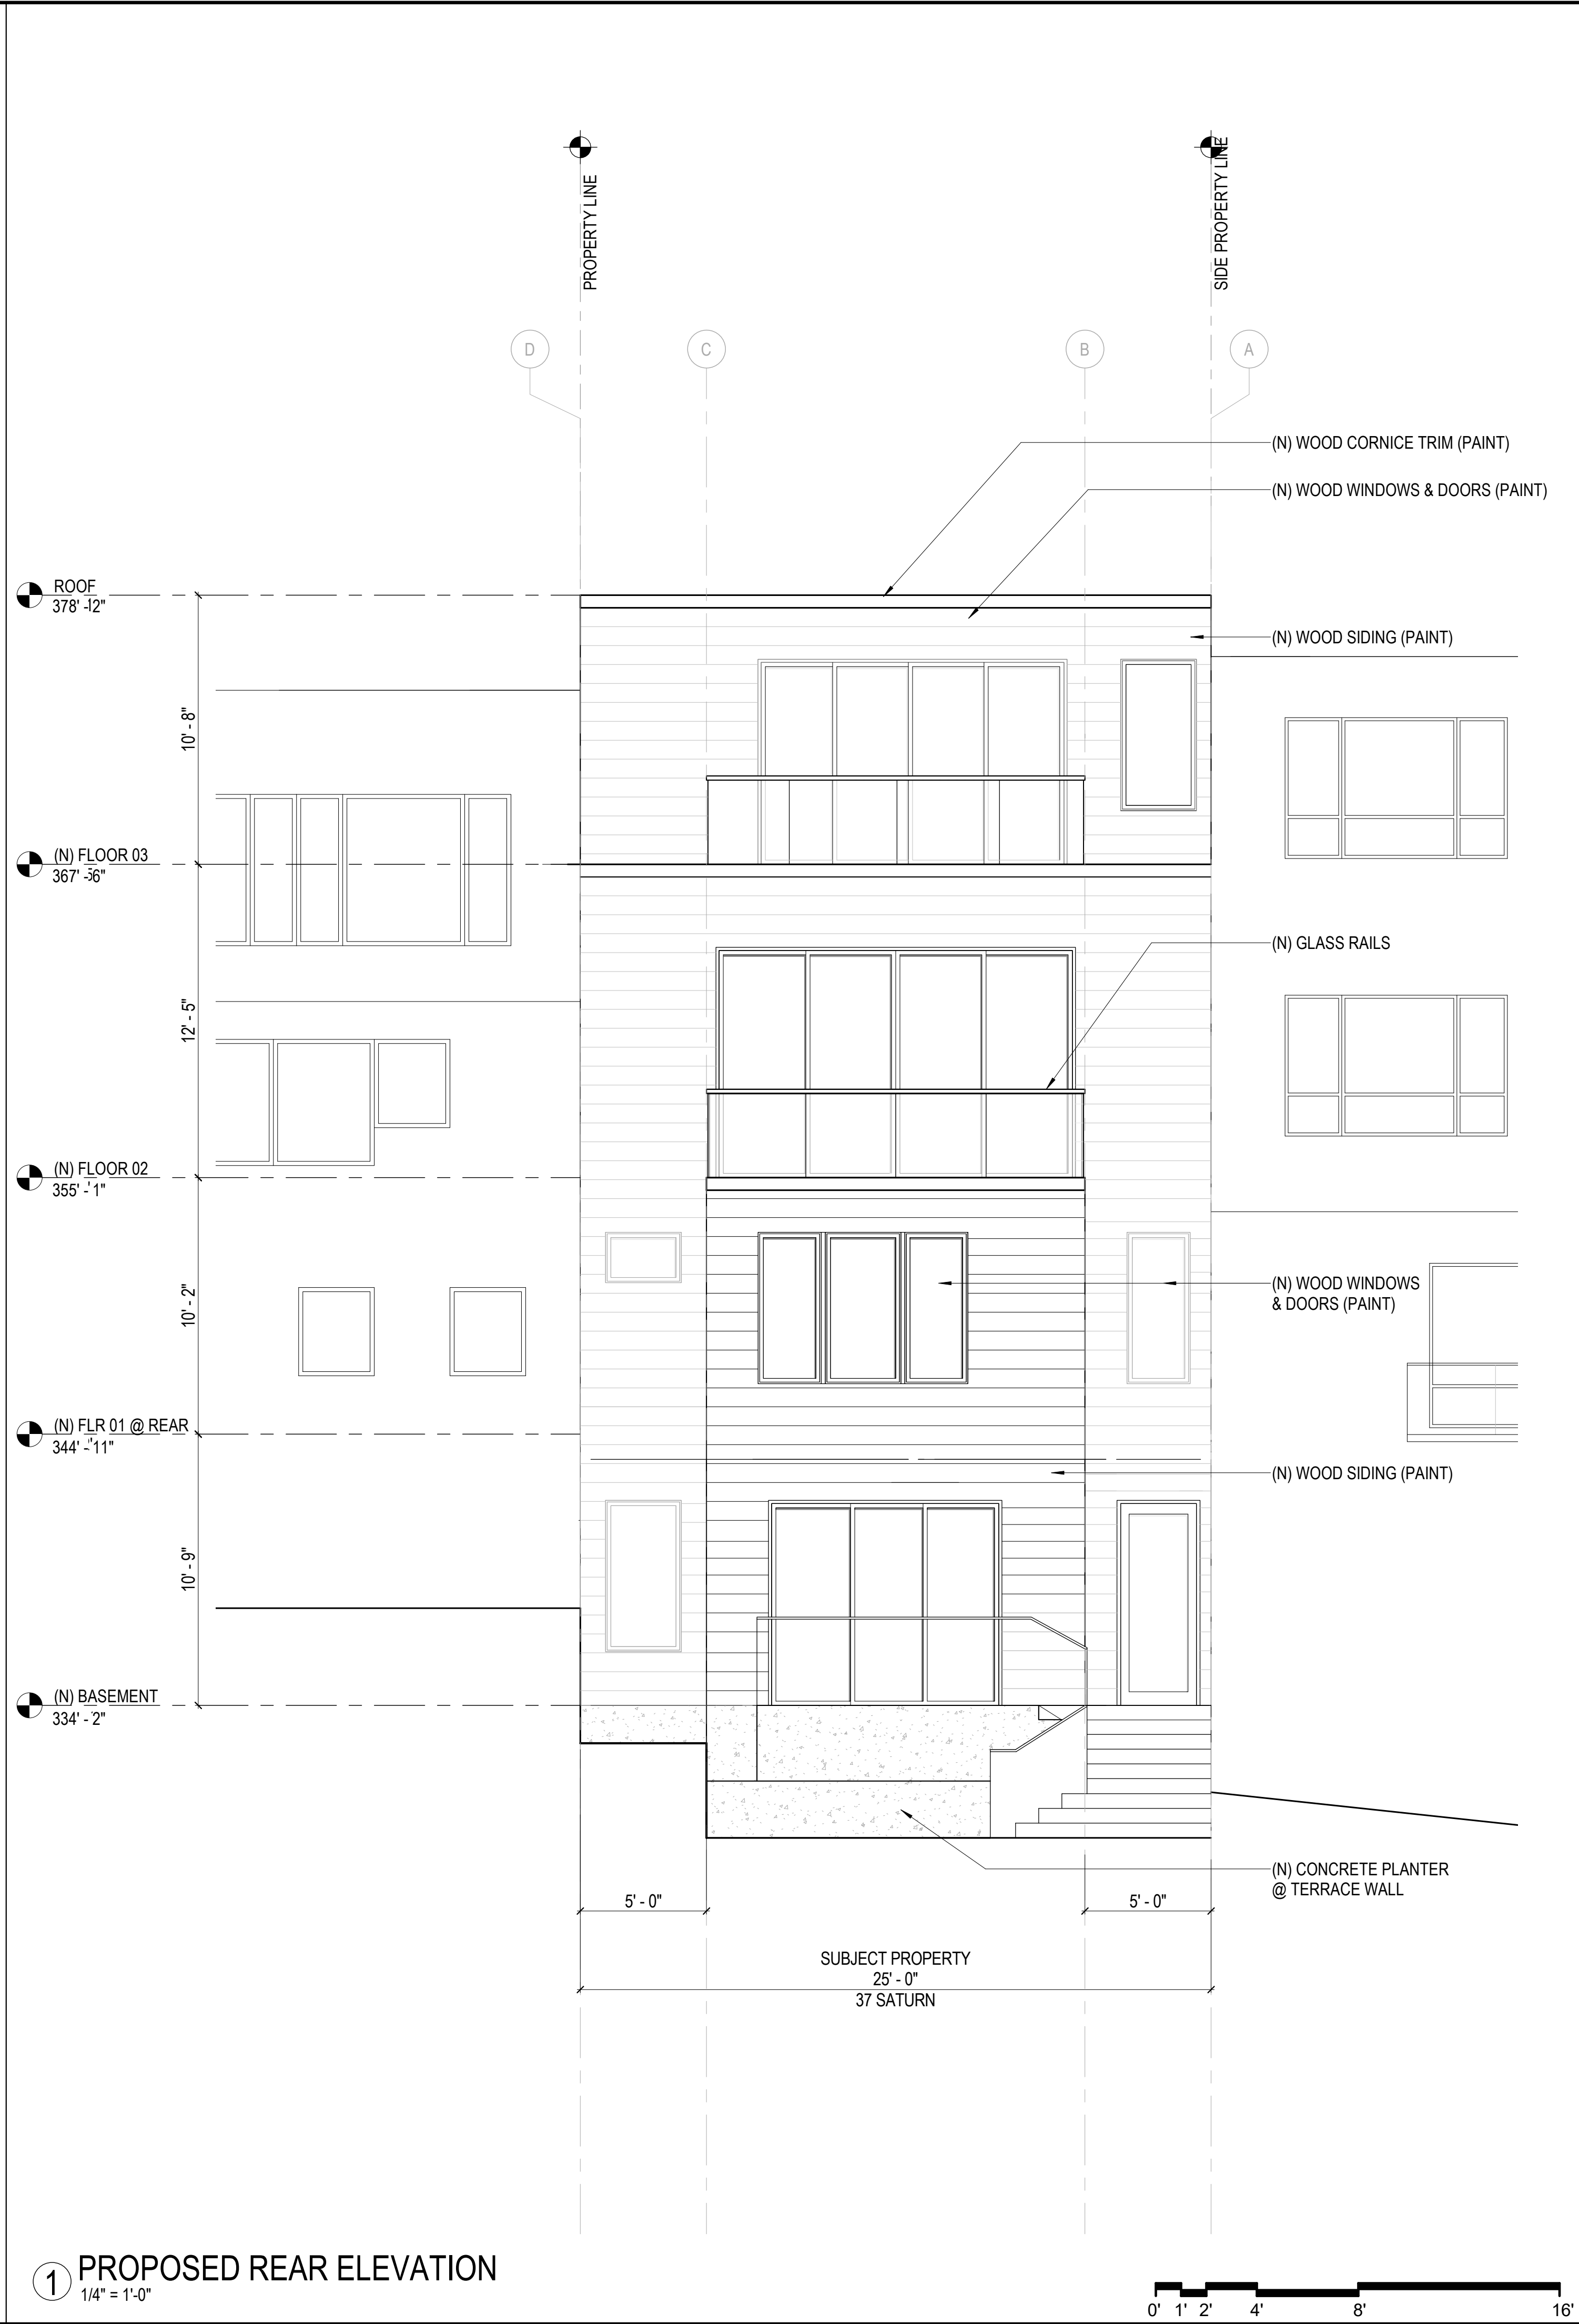 PROPERTY LINE
SIDE PROPERTY LINE
D
C
B
A
(N) WOOD CORNICE TRIM (PAINT)
(N) WOOD WINDOWS & DOORS (PAINT)
ROOF
(N) WOOD SIDING (PAINT)
10' - 8"
(N) FLOOR 03
(N) GLASS RAILS
12' - 5"
(N) FLOOR 02
355' - 1"
10' - 2"
(N) WOOD WINDOWS
& DOORS (PAINT)
(N) FLR 01 @ REAR
344' - 11"
(N) WOOD SIDING (PAINT)
10' - 9"
(N) BASEMENT
334' - 2"
(N) CONCRETE PLANTER
@ TERRACE WALL
5' - 0"
5' - 0"
SUBJECT PROPERTY
25' - 0"
37 SATURN
1
PROPOSED REAR ELEVATION
1/4" = 1'-0"
0' 1' 2' 4' 8' 16'